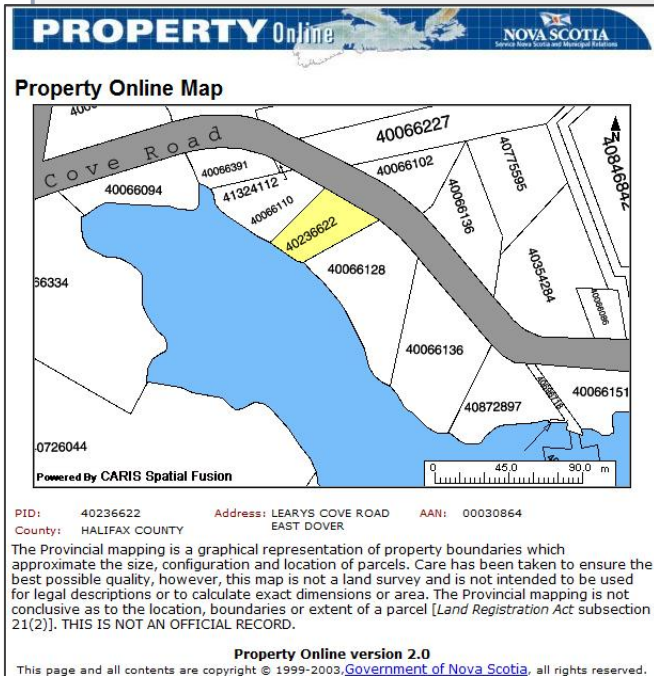 PROPERTY Online
NOVA SCOTIA
Service Nova Scotia and Municipal Relations
Property Online Map
Cove Road
40066227
40066391
40066102
40775595
40846842
N
40066094
41324112
40066110
40066136
40236622
66334
40066128
40354284
40066086
40066136
40066151
40872897
0726044
Powered By CARIS Spatial Fusion
0 45.0 90.0 m
PID: 40236622 Address: LEARYS COVE ROAD AAN: 00030864
County: HALIFAX COUNTY EAST DOVER
The Provincial mapping is a graphical representation of property boundaries which
approximate the size, configuration and location of parcels. Care has been taken to ensure the
best possible quality, however, this map is not a land survey and is not intended to be used
for legal descriptions or to calculate exact dimensions or area. The Provincial mapping is not
conclusive as to the location, boundaries or extent of a parcel [Land Registration Act subsection
21(2)]. THIS IS NOT AN OFFICIAL RECORD.
Property Online version 2.0
This page and all contents are copyright © 1999-2003,Government of Nova Scotia, all rights reserved.